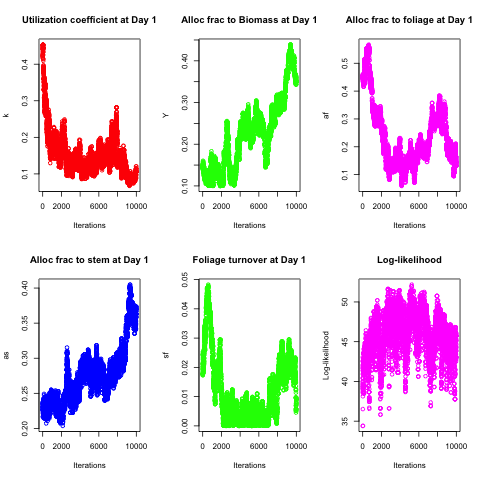 Utilization coefficient at Day 1
k
0.1 0.2 0.3 0.4
0 2000 6000 10000
Iterations
Alloc frac to Biomass at Day 1
Y
0.10 0.20 0.30 0.40
0 2000 6000 10000
Iterations
Alloc frac to foliage at Day 1
af
0.1 0.2 0.3 0.4 0.5
0 2000 6000 10000
Iterations
Alloc frac to stem at Day 1
as
0.20 0.25 0.30 0.35 0.40
0 2000 6000 10000
Iterations
Foliage turnover at Day 1
sf
0.00 0.01 0.02 0.03 0.04 0.05
0 2000 6000 10000
Iterations
Log-likelihood
Log-likelihood
35 40 45 50
0 2000 6000 10000
Iterations